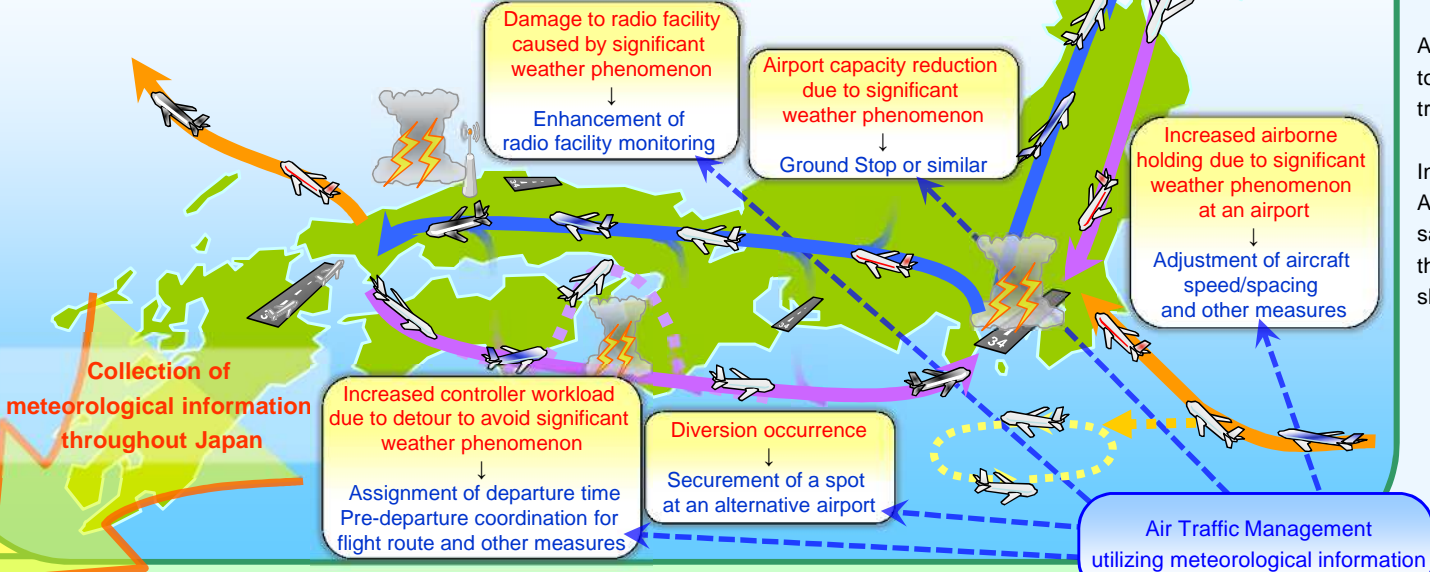 Damage to radio facility
caused by significant
weather phenomenon
↓
Enhancement of
radio facility monitoring
Airport capacity reduction
due to significant
weather phenomenon
↓
Ground Stop or similar
Increased airborne
holding due to significant
weather phenomenon
at an airport
↓
Adjustment of aircraft
speed/spacing
and other measures
34
Collection of
meteorological information
throughout Japan
Increased controller workload
due to detour to avoid significant
weather phenomenon
↓
Assignment of departure time
Pre-departure coordination for
flight route and other measures
Diversion occurrence
↓
Securement of a spot
at an alternative airport
Air Traffic Management
utilizing meteorological information